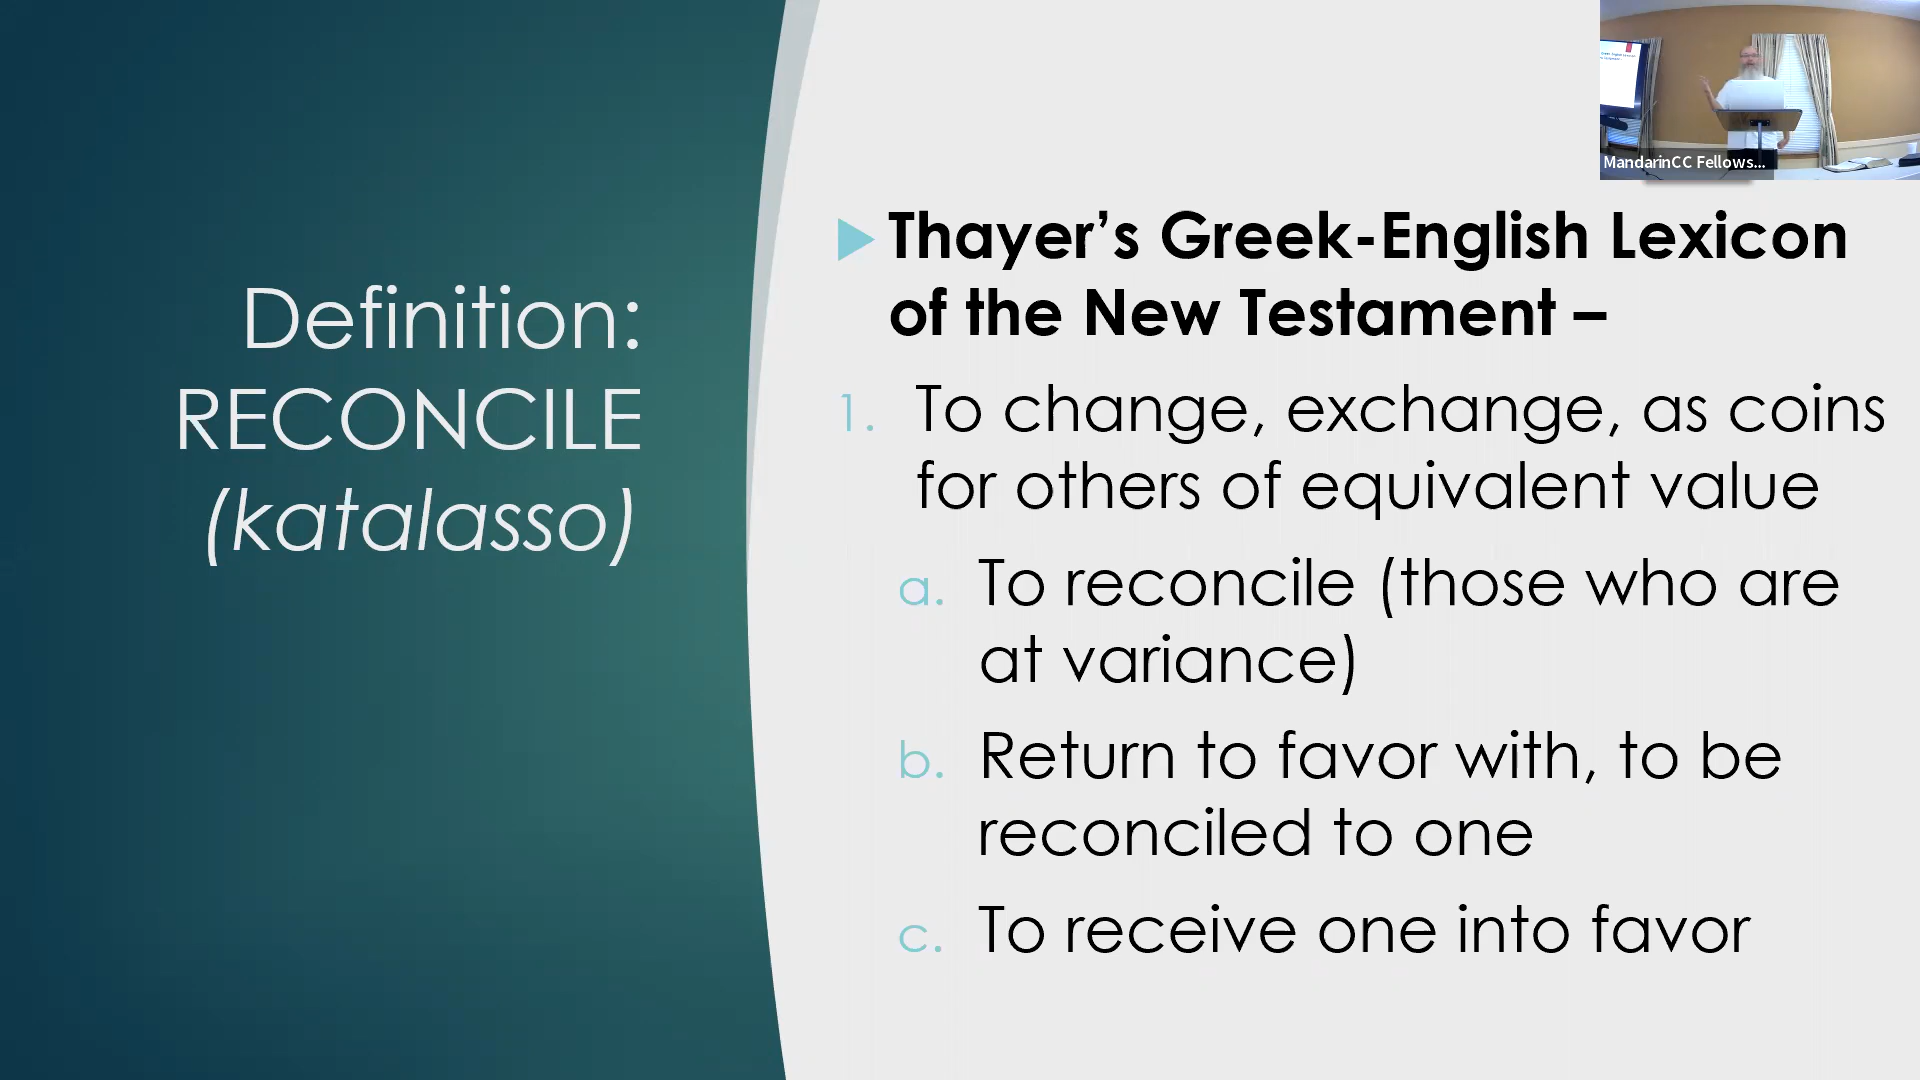 MandarinCC Fellows...
Definition:
RECONCILE
(katalasso)
Thayer’s Greek-English Lexicon
of the New Testament –
1. To change, exchange, as coins
for others of equivalent value
a. To reconcile (those who are
at variance)
b. Return to favor with, to be
reconciled to one
c. To receive one into favor